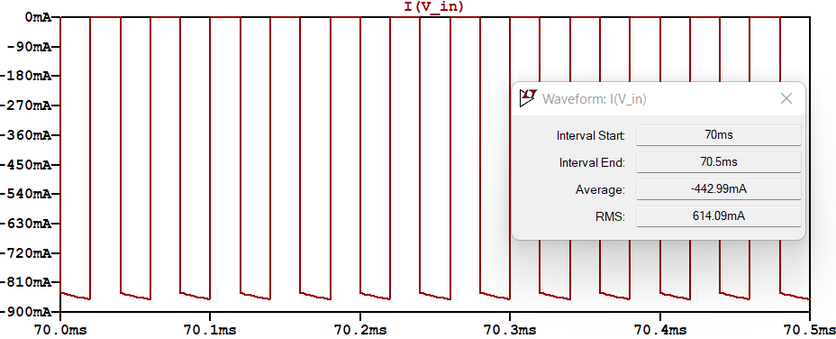 I(V_in)
0mA
-90mA
-180mA
-270mA
-360mA
-450mA
-540mA
-630mA
-720mA
-810mA
-900mA
70.0ms 70.1ms 70.2ms 70.3ms 70.4ms 70.5ms
Waveform: I(V_in)
Interval Start: 70ms
Interval End: 70.5ms
Average: -442.99mA
RMS: 614.09mA